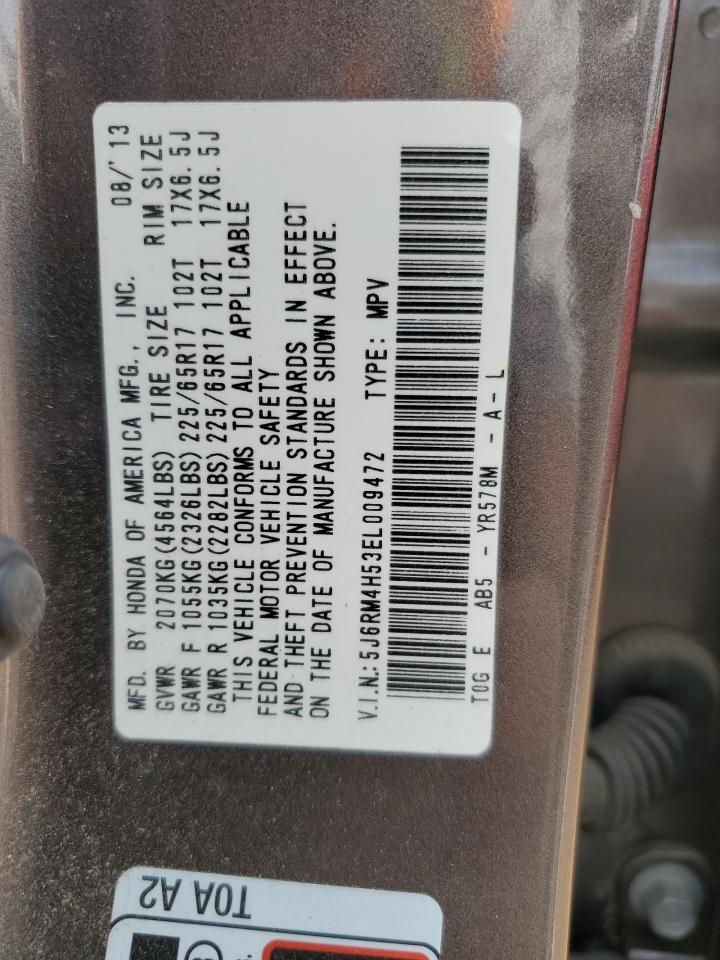 MFD. BY HONDA OF AMERICA MFG., INC. 08/'13
GVWR 2070KG(4564LBS) TIRE SIZE RIM SIZE
GAWR F 1055KG(2326LBS) 225/65R17 102T 17X6.5J
GAWR R 1035KG(2282LBS) 225/65R17 102T 17X6.5J
THIS VEHICLE CONFORMS TO ALL APPLICABLE
FEDERAL MOTOR VEHICLE SAFETY
AND THEFT PREVENTION STANDARDS IN EFFECT
ON THE DATE OF MANUFACTURE SHOWN ABOVE.
V.I.N.:5J6RM4H53EL009472 TYPE: MPV
T0G E AB5 - YR578M - A - L
T0A A2